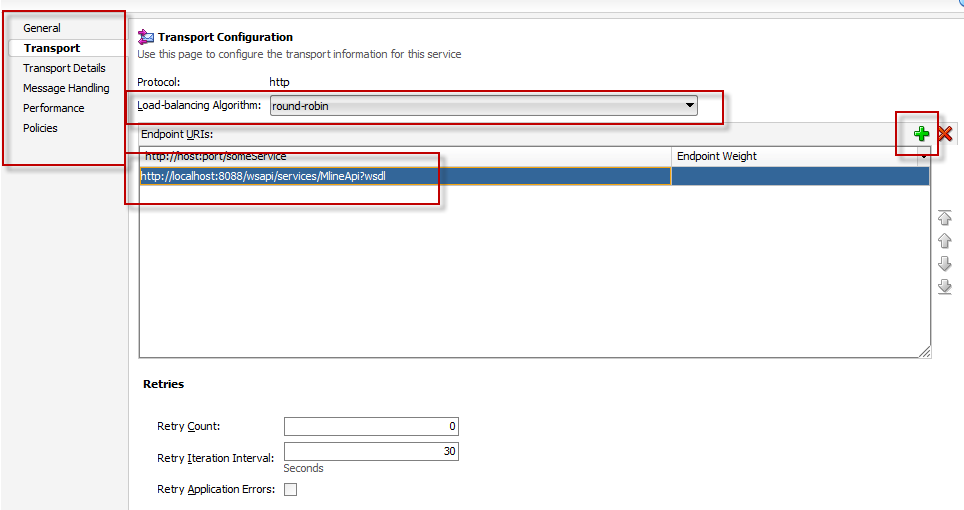 General
Transport
Transport Details
Message Handling
Performance
Policies
Transport Configuration
Use this page to configure the transport information for this service
Protocol: http
Load-balancing Algorithm: round-robin
Endpoint URIs:
http://host:port/someService Endpoint Weight
http://localhost:8088/wsapi/services/MlineApi?wsdl
Retries
Retry Count: 0
Retry Iteration Interval: 30
Seconds
Retry Application Errors: